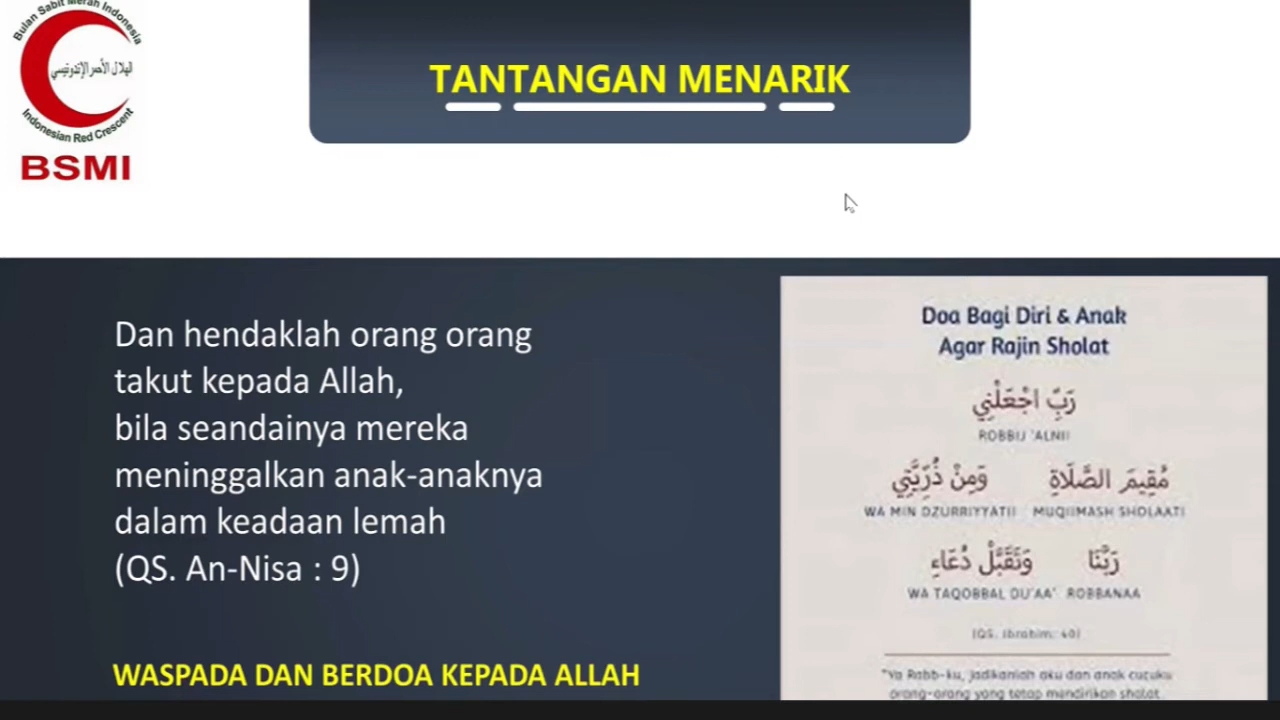 Bulan Sabit Merah Indonesia
الهلال الأحمر الإندونيسي
Indonesian Red Crescent
BSMI
TANTANGAN MENARIK
Dan hendaklah orang orang
takut kepada Allah,
bila seandainya mereka
meninggalkan anak-anaknya
dalam keadaan lemah
(QS. An-Nisa : 9)
WASPADA DAN BERDOA KEPADA ALLAH
Doa Bagi Diri & Anak
Agar Rajin Sholat
رَبِّ اجْعَلْنِي
ROBBIJ 'ALNII
مُقِيمَ الصَّلَاةِ وَمِنْ ذُرِّيَّتِي
WA MIN DZURRIYYATII MUQIIMASH SHOLAATI
رَبَّنَا وَتَقَبَّلْ دُعَاءِ
WA TAQOBBAL DU'AA' ROBBANAA
(QS. Ibrahim: 40)
"Ya Rabb-ku, jadikanlah aku dan anak cucuku
orang-orang yang tetap mendirikan shalat.